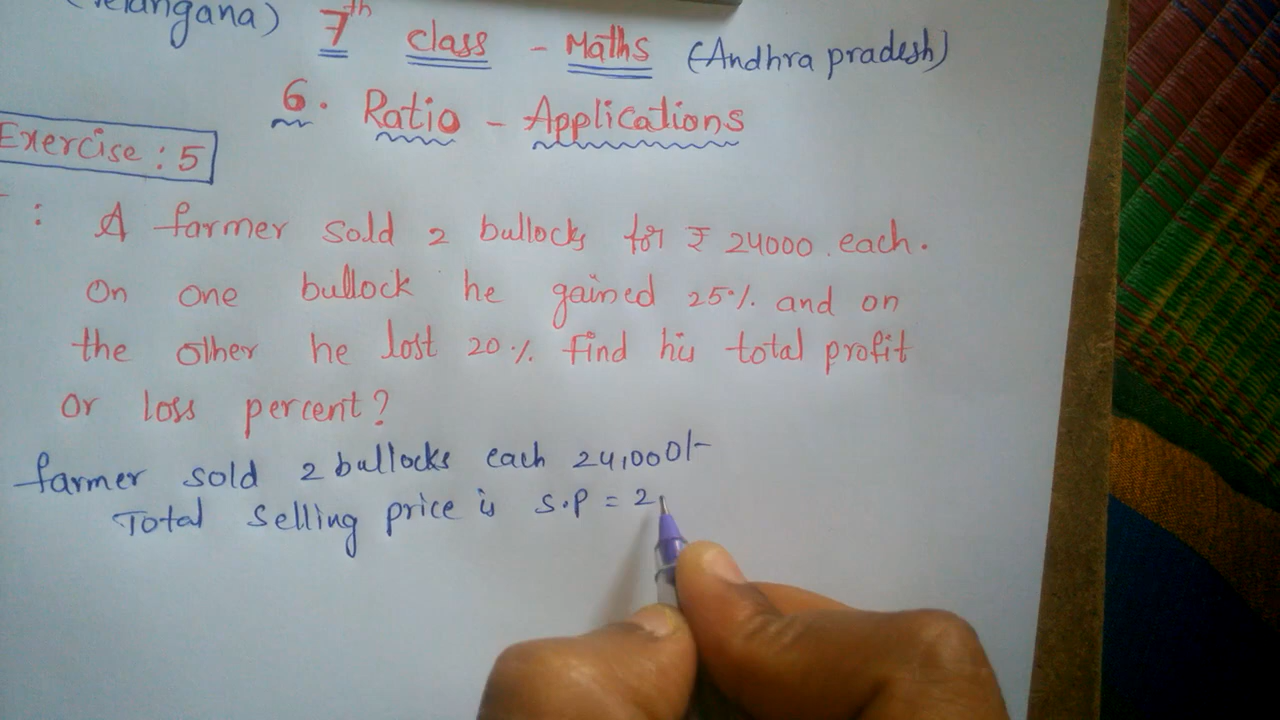 (Telangana) 7th class - Maths (Andhra pradesh)
6. Ratio - Applications
Exercise : 5
: A farmer sold 2 bullocks for ₹ 24000 each.
On one bullock he gained 25% and on
the other he lost 20% find his total profit
or loss percent?
farmer sold 2 bullocks each 24,000/-
Total selling price is S.P = 2